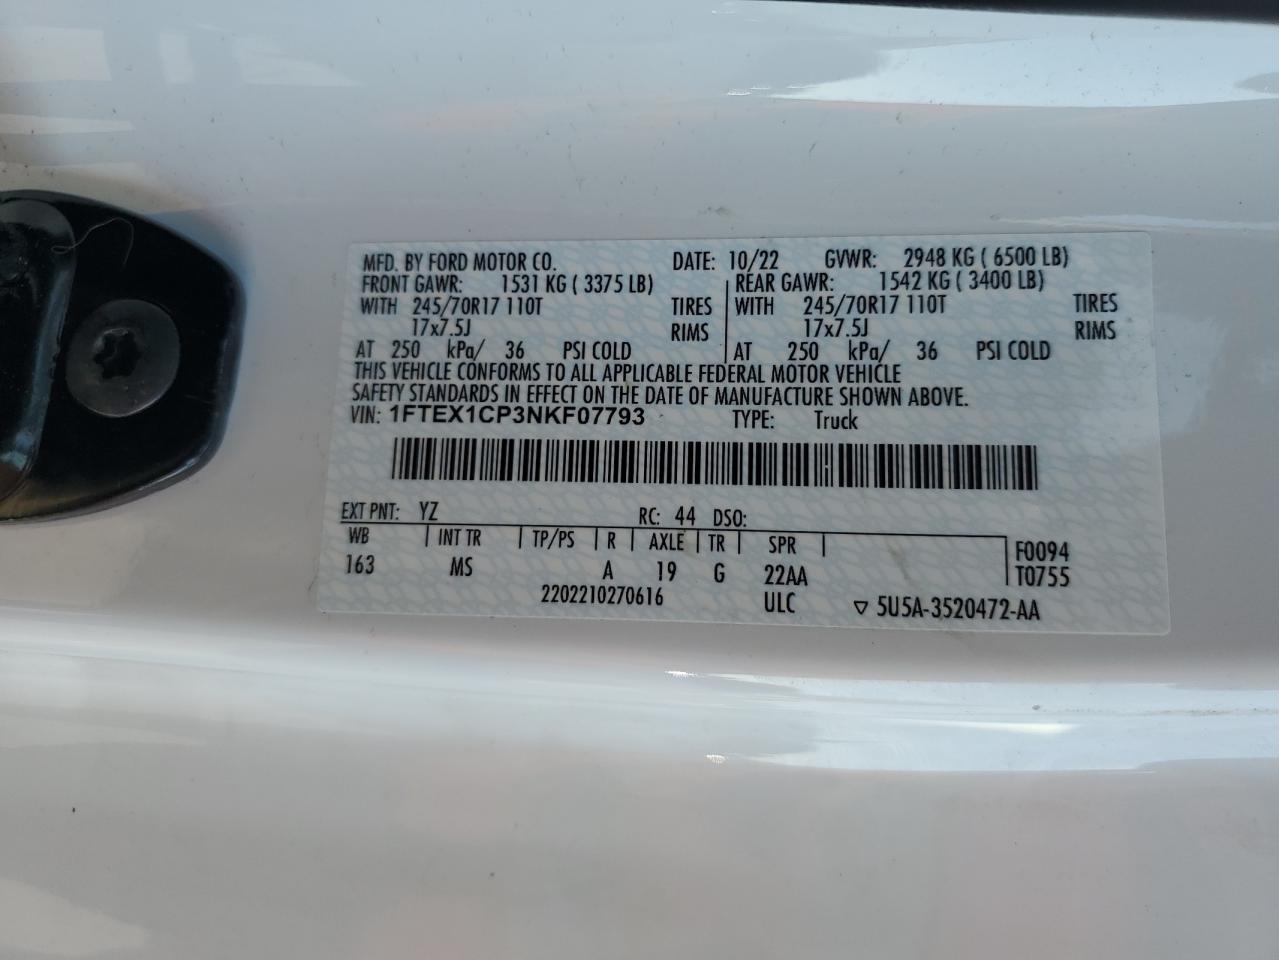 MFD. BY FORD MOTOR CO. DATE: 10/22 GVWR: 2948 KG ( 6500 LB)
FRONT GAWR: 1531 KG ( 3375 LB) REAR GAWR: 1542 KG ( 3400 LB)
WITH 245/70R17 110T TIRES WITH 245/70R17 110T TIRES
17x7.5J RIMS 17x7.5J RIMS
AT 250 kPa/ 36 PSI COLD AT 250 kPa/ 36 PSI COLD
THIS VEHICLE CONFORMS TO ALL APPLICABLE FEDERAL MOTOR VEHICLE
SAFETY STANDARDS IN EFFECT ON THE DATE OF MANUFACTURE SHOWN ABOVE.
VIN: 1FTEX1CP3NKF07793 TYPE: Truck
EXT PNT: YZ RC: 44 DSO:
WB INT TR TP/PS R AXLE TR SPR F0094
163 MS A 19 G 22AA T0755
2202210270616 ULC ▽ 5U5A-3520472-AA